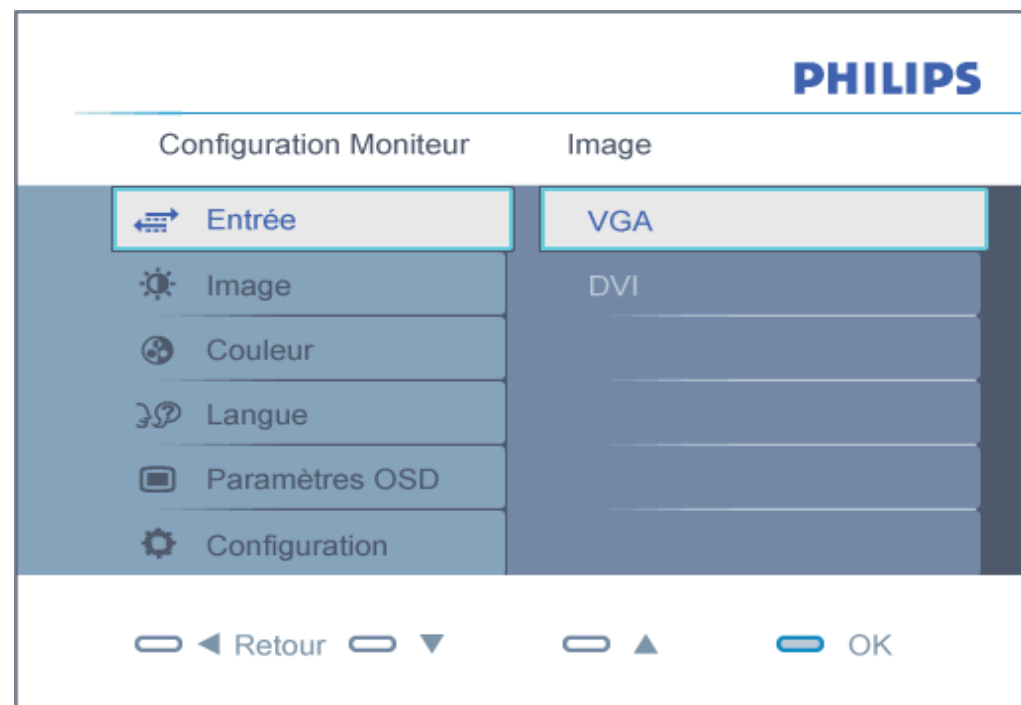 PHILIPS
Configuration Moniteur Image
Entrée VGA
Image DVI
Couleur
Langue
Paramètres OSD
Configuration
Retour OK